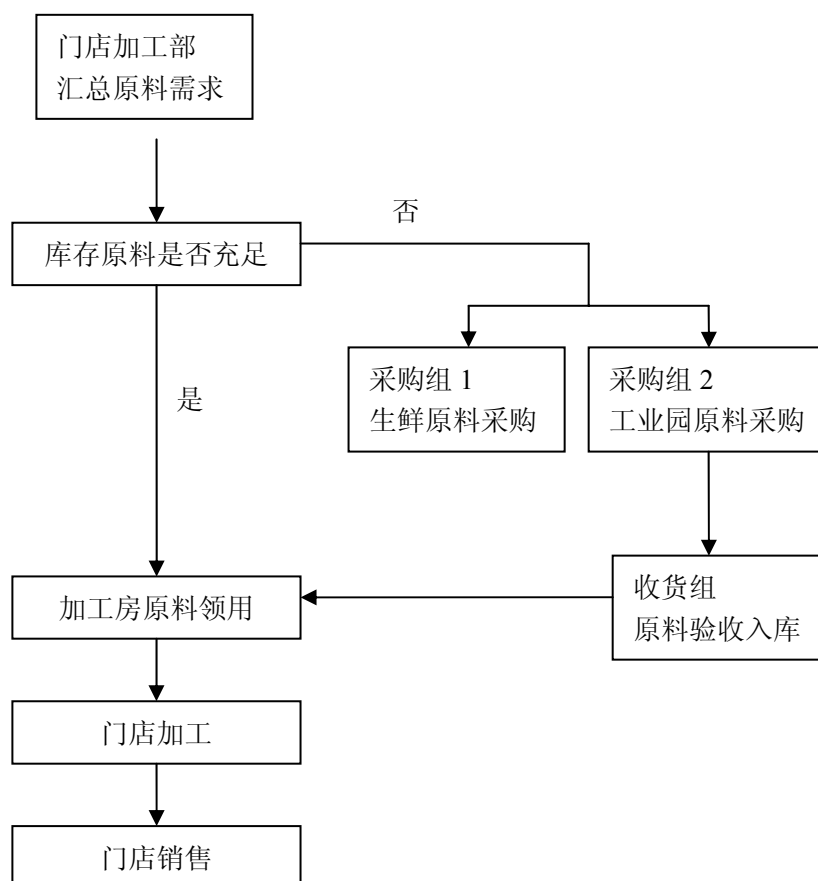 门店加工部
汇总原料需求
否
库存原料是否充足
采购组 1
生鲜原料采购
采购组 2
工业园原料采购
是
加工房原料领用
收货组
原料验收入库
门店加工
门店销售